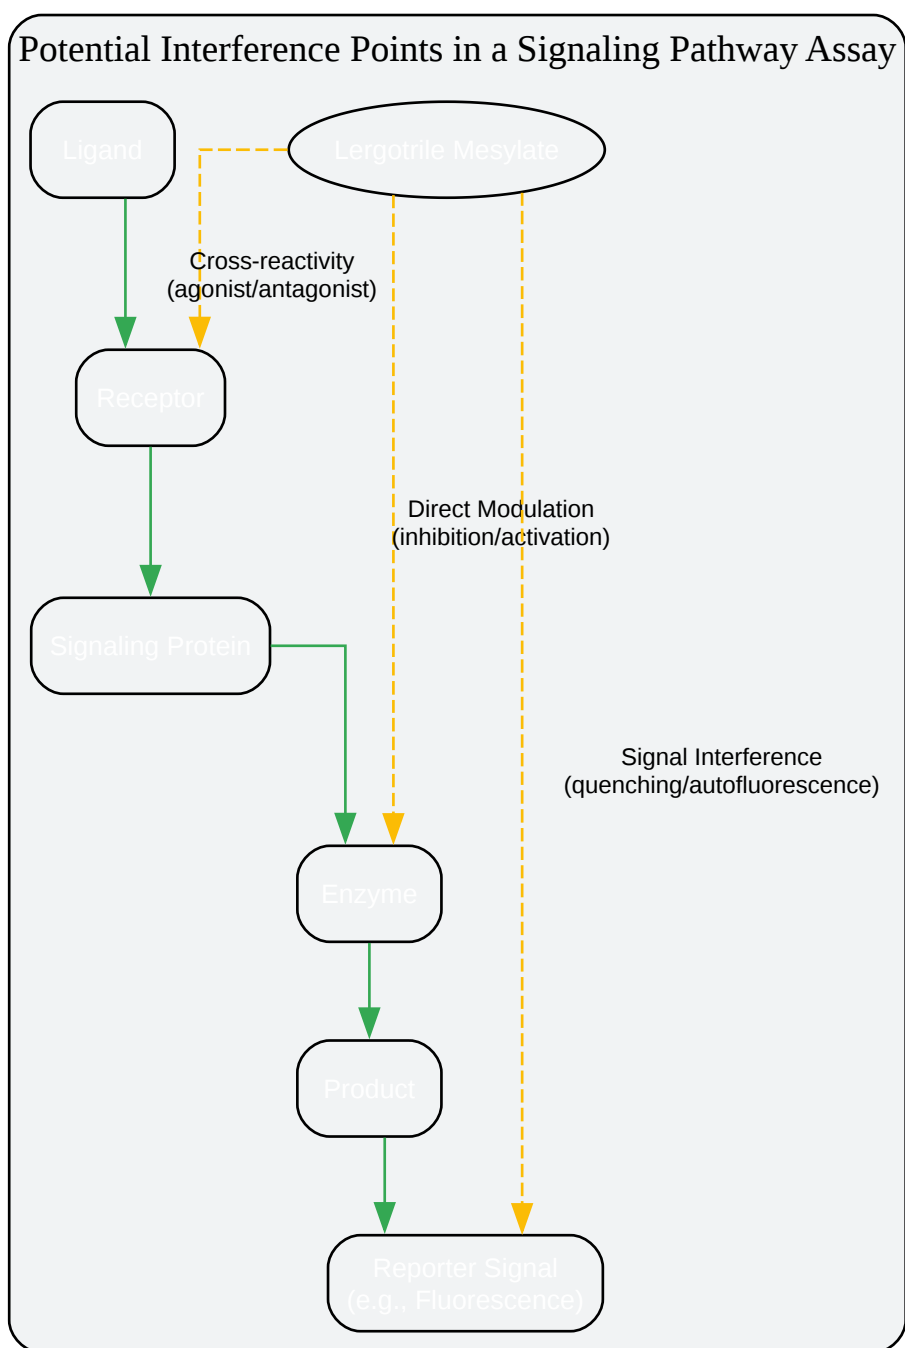 Potential Interference Points in a Signaling Pathway Assay
Ligand
Lergotrile Mesylate
Cross-reactivity
(agonist/antagonist)
Receptor
Direct Modulation
(inhibition/activation)
Signaling Protein
Signal Interference
(quenching/autofluorescence)
Enzyme
Product
Reporter Signal
(e.g., Fluorescence)